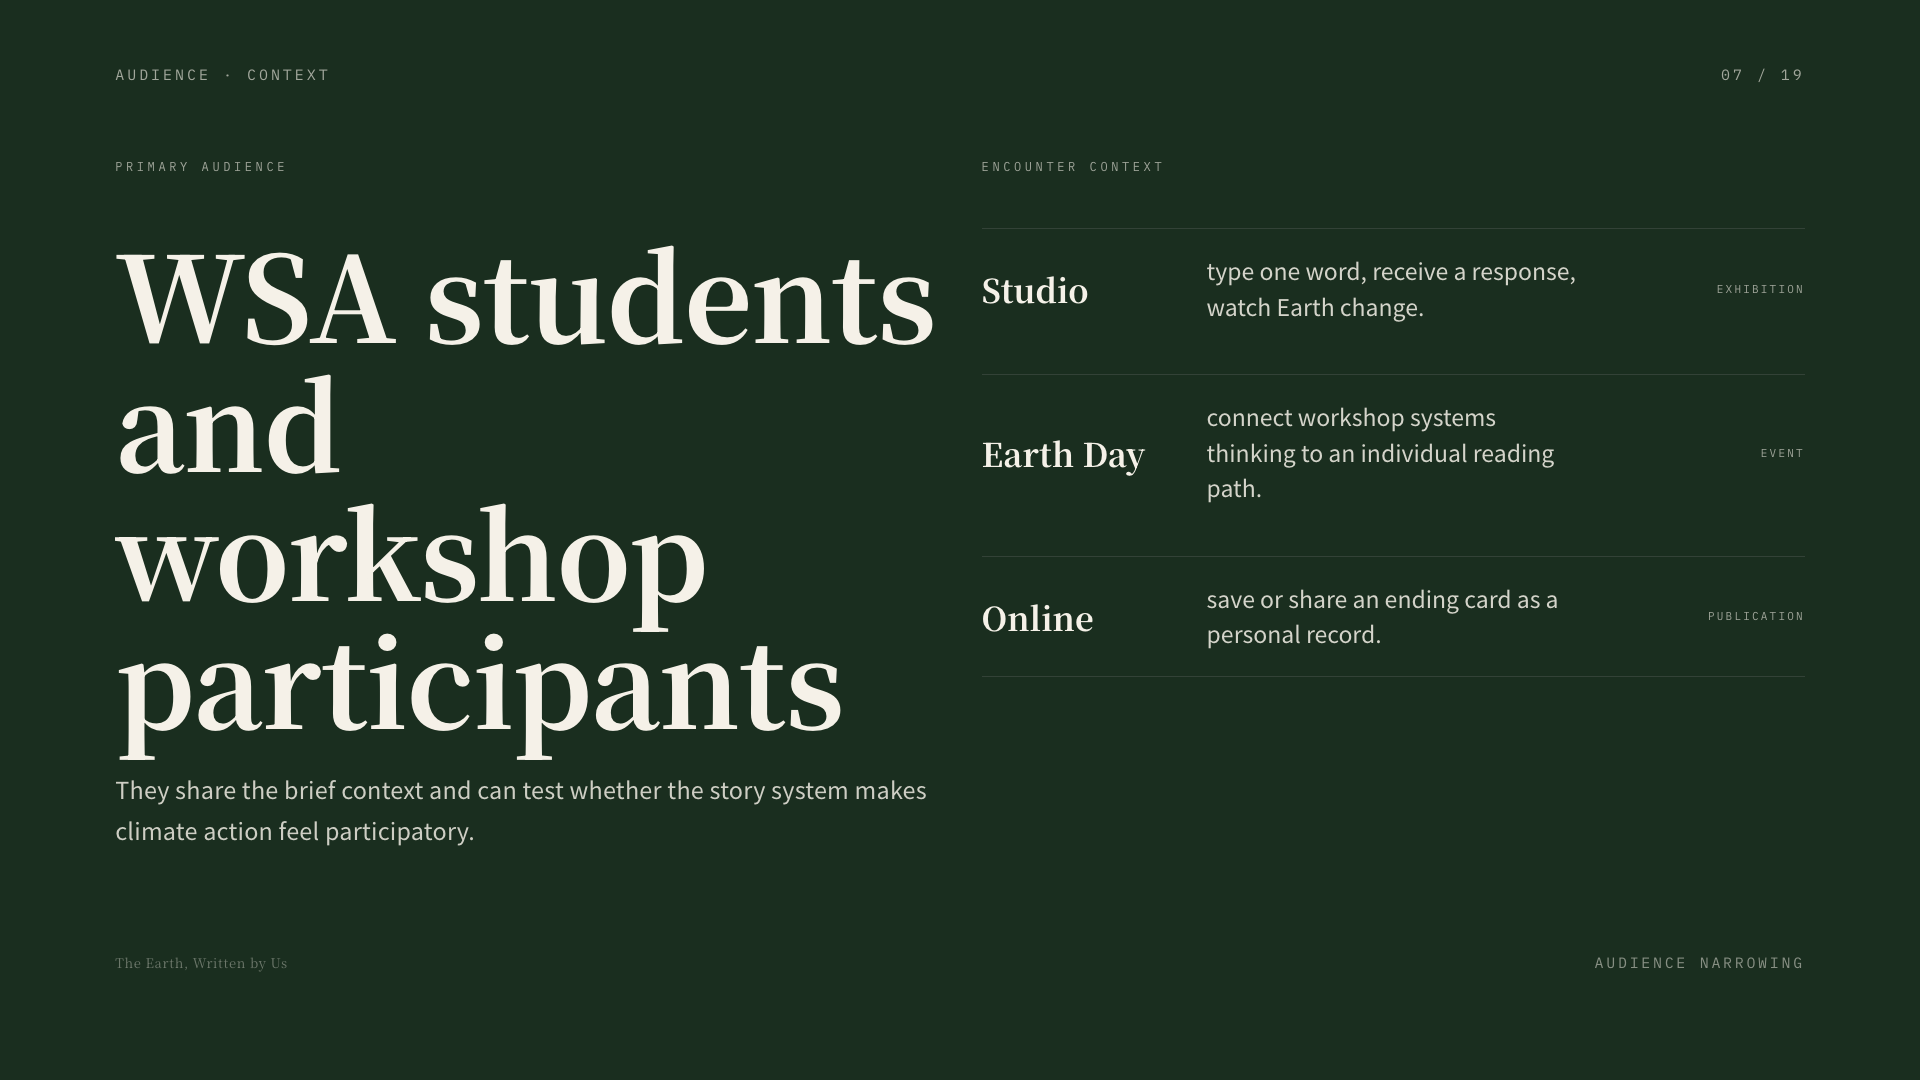 AUDIENCE · CONTEXT
07 / 19
PRIMARY AUDIENCE
WSA students
and
workshop
participants
They share the brief context and can test whether the story system makes
climate action feel participatory.
ENCOUNTER CONTEXT
Studio
type one word, receive a response,
watch Earth change.
EXHIBITION
Earth Day
connect workshop systems
thinking to an individual reading
path.
EVENT
Online
save or share an ending card as a
personal record.
PUBLICATION
The Earth, Written by Us
AUDIENCE NARROWING